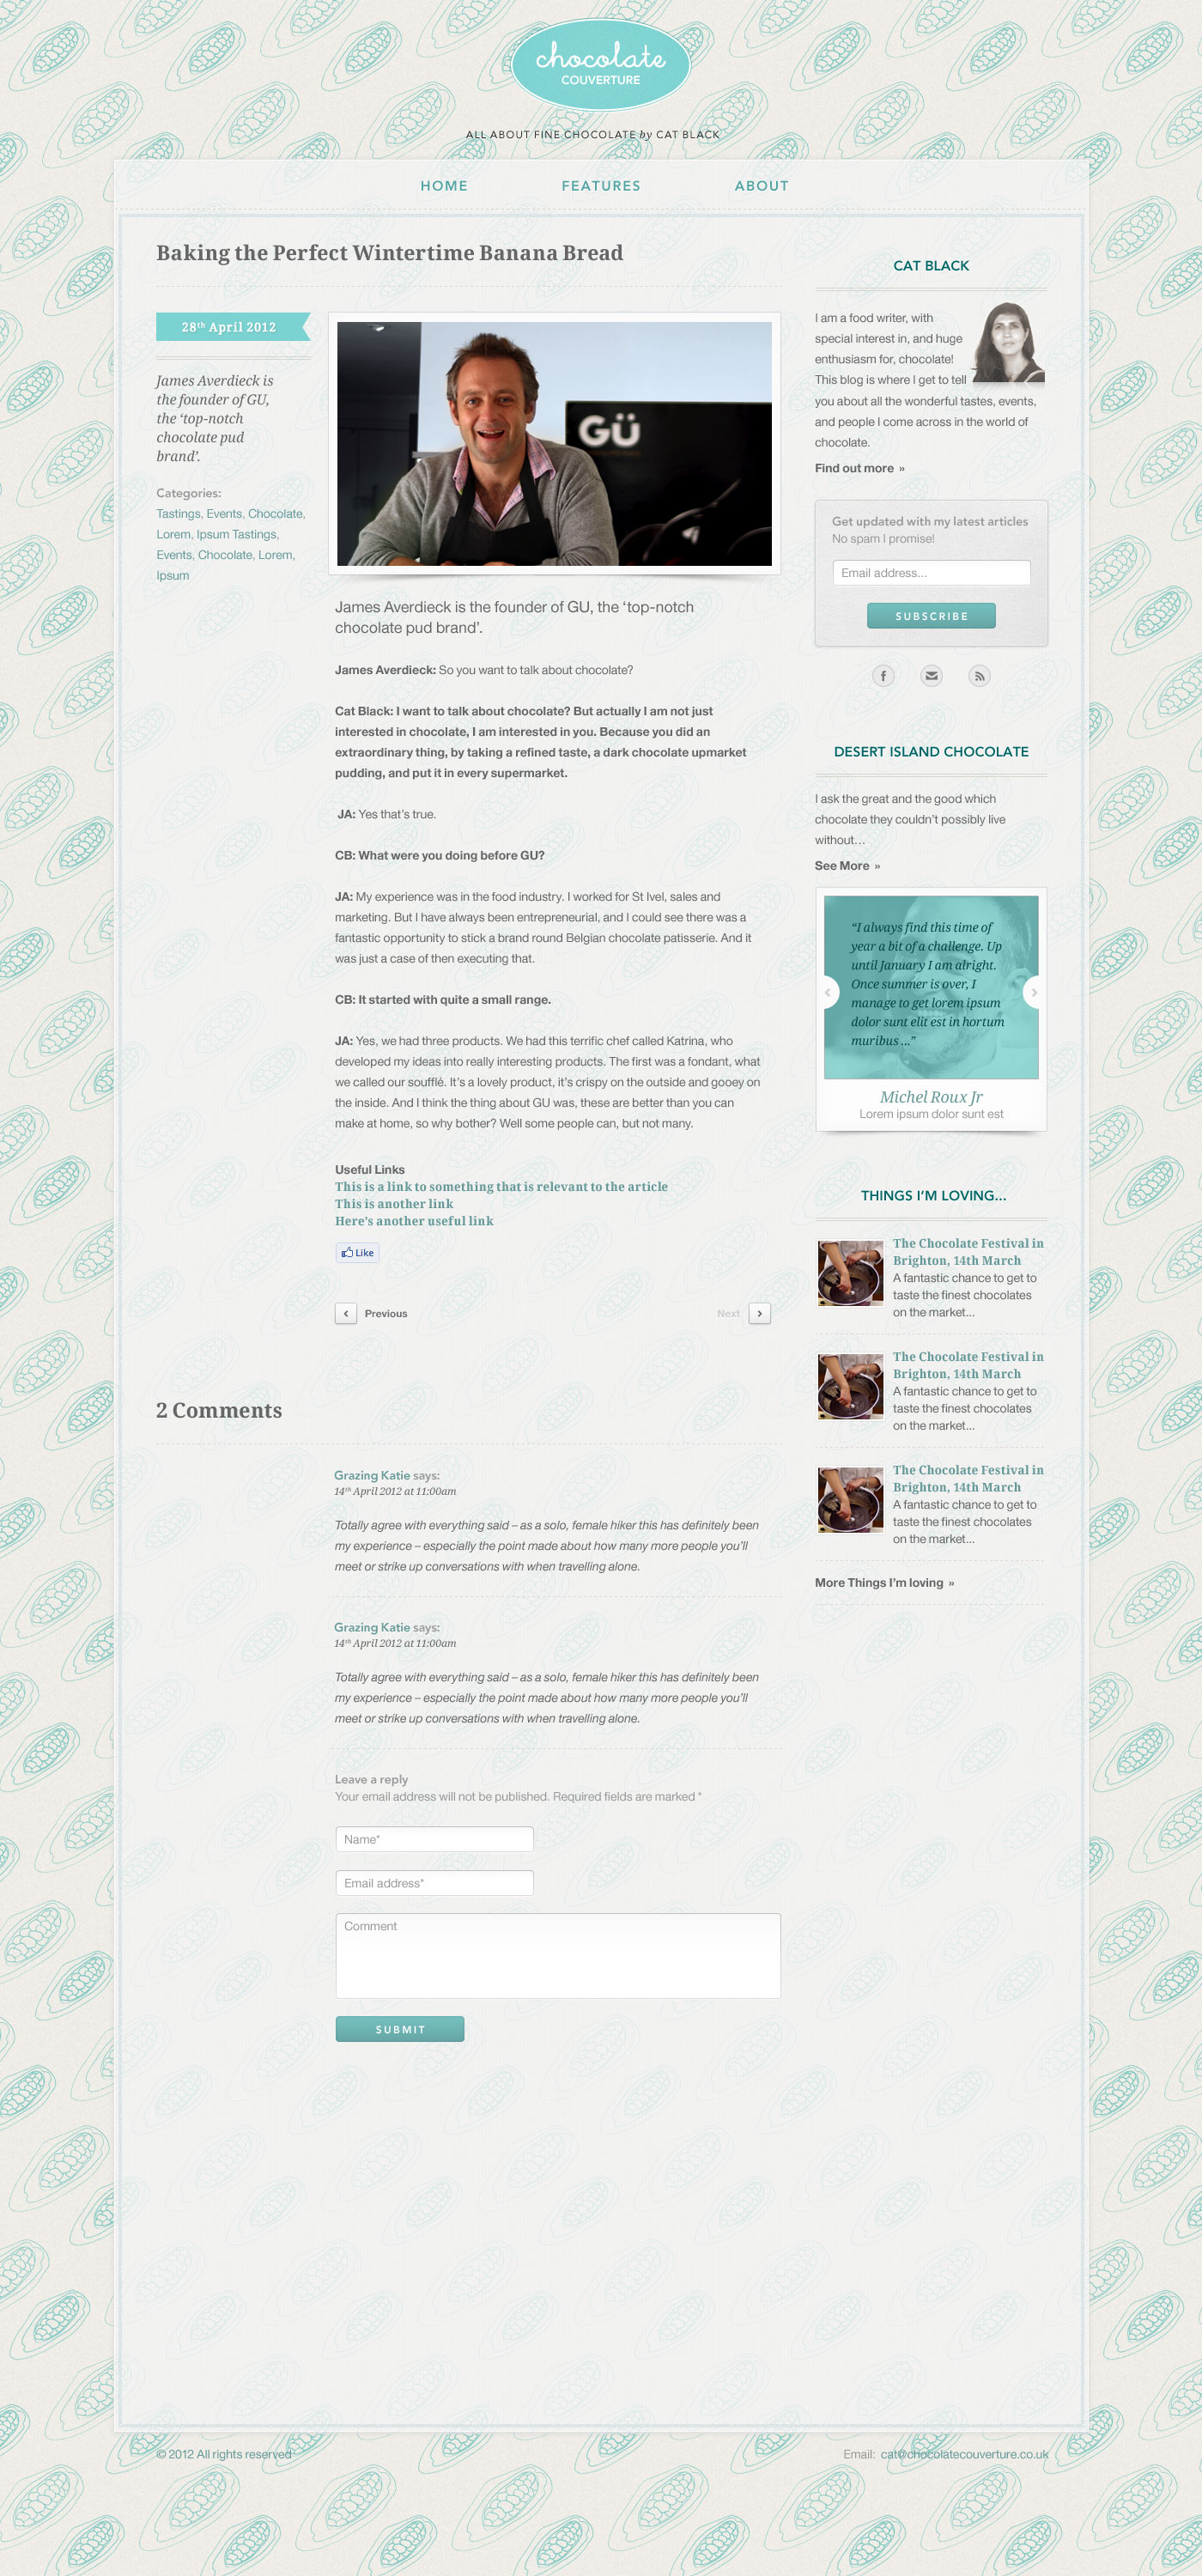 chocolate
COUVERTURE
ALL ABOUT FINE CHOCOLATE by CAT BLACK
HOME
FEATURES
ABOUT
Baking the Perfect Wintertime Banana Bread
28th April 2012
James Averdieck is
the founder of GU,
the ‘top-notch
chocolate pud
brand’.
Categories:
Tastings, Events, Chocolate,
Lorem, Ipsum Tastings,
Events, Chocolate, Lorem,
Ipsum
GÜ
James Averdieck is the founder of GU, the ‘top-notch
chocolate pud brand’.
James Averdieck: So you want to talk about chocolate?
Cat Black: I want to talk about chocolate? But actually I am not just
interested in chocolate, I am interested in you. Because you did an
extraordinary thing, by taking a refined taste, a dark chocolate upmarket
pudding, and put it in every supermarket.
JA: Yes that’s true.
CB: What were you doing before GU?
JA: My experience was in the food industry. I worked for St Ivel, sales and
marketing. But I have always been entrepreneurial, and I could see there was a
fantastic opportunity to stick a brand round Belgian chocolate patisserie. And it
was just a case of then executing that.
CB: It started with quite a small range.
JA: Yes, we had three products. We had this terrific chef called Katrina, who
developed my ideas into really interesting products. The first was a fondant, what
we called our soufflé. It’s a lovely product, it’s crispy on the outside and gooey on
the inside. And I think the thing about GU was, these are better than you can
make at home, so why bother? Well some people can, but not many.
Useful Links
This is a link to something that is relevant to the article
This is another link
Here’s another useful link
Like
Previous
Next
2 Comments
Grazing Katie says:
14th April 2012 at 11:00am
Totally agree with everything said – as a solo, female hiker this has definitely been
my experience – especially the point made about how many more people you’ll
meet or strike up conversations with when travelling alone.
Grazing Katie says:
14th April 2012 at 11:00am
Totally agree with everything said – as a solo, female hiker this has definitely been
my experience – especially the point made about how many more people you’ll
meet or strike up conversations with when travelling alone.
Leave a reply
Your email address will not be published. Required fields are marked *
Name*
Email address*
Comment
SUBMIT
CAT BLACK
I am a food writer, with
special interest in, and huge
enthusiasm for, chocolate!
This blog is where I get to tell
you about all the wonderful tastes, events,
and people I come across in the world of
chocolate.
Find out more »
Get updated with my latest articles
No spam I promise!
Email address...
SUBSCRIBE
DESERT ISLAND CHOCOLATE
I ask the great and the good which
chocolate they couldn’t possibly live
without…
See More »
“I always find this time of
year a bit of a challenge. Up
until January I am alright.
Once summer is over, I
manage to get lorem ipsum
dolor sunt elit est in hortum
muribus ...”
Michel Roux Jr
Lorem ipsum dolor sunt est
THINGS I’M LOVING...
The Chocolate Festival in
Brighton, 14th March
A fantastic chance to get to
taste the finest chocolates
on the market...
The Chocolate Festival in
Brighton, 14th March
A fantastic chance to get to
taste the finest chocolates
on the market...
The Chocolate Festival in
Brighton, 14th March
A fantastic chance to get to
taste the finest chocolates
on the market...
More Things I’m loving »
© 2012 All rights reserved
Email: cat@chocolatecouverture.co.uk